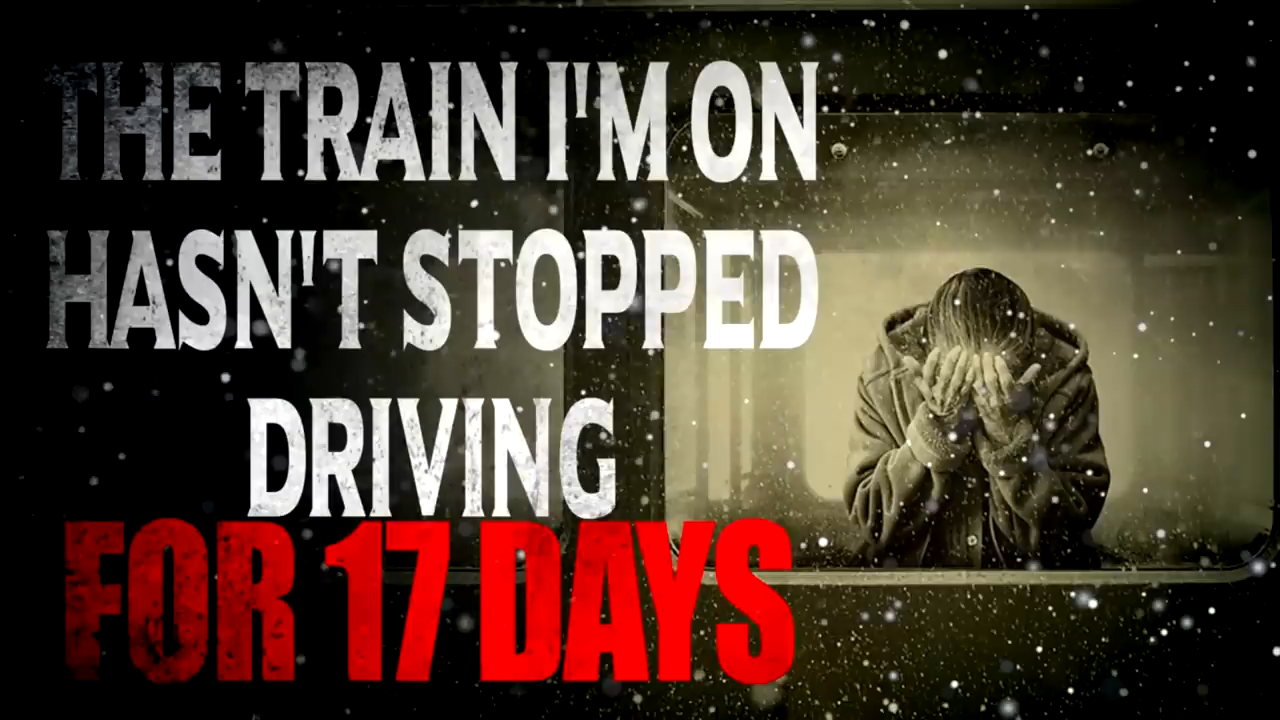 THE TRAIN I'M ON
HASN'T STOPPED
DRIVING
FOR 17 DAYS